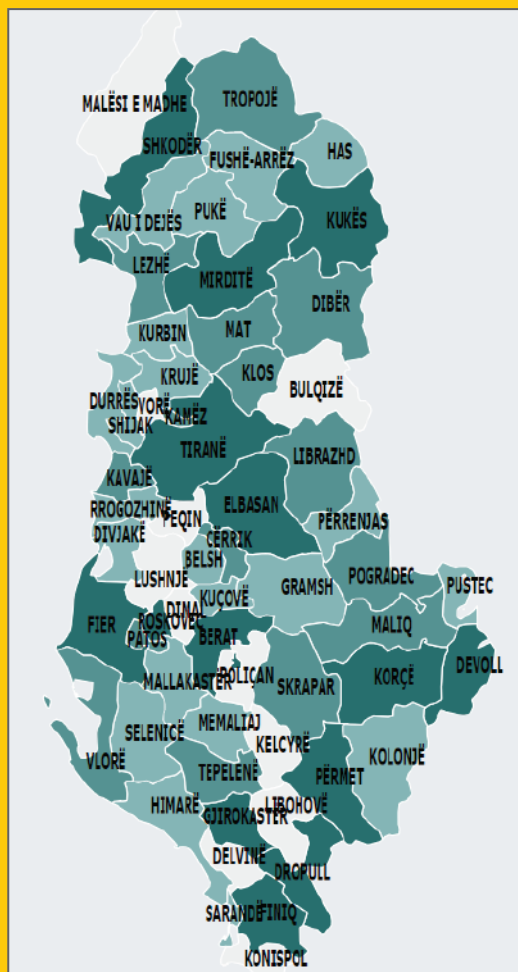 TROPOJË
MALËSI E MADHE
SHKODËR
HAS
FUSHË-ARRËZ
PUKË
KUKËS
VAU I DEJËS
LEZHË
MIRDITË
DIBËR
KURBIN
MAT
KLOS
KRUJË
BULQIZË
DURRËS
VORË
KAMËZ
SHIJAK
TIRANË
LIBRAZHD
KAVAJË
ELBASAN
RROGOZHINË
PEQIN
PËRRENJAS
DIVJAKË
CËRRIK
BELSH
LUSHNJË
GRAMSH
POGRADEC
PUSTEC
KUÇOVË
DIMAL
ROSKOVEC
FIER
MALIQ
PATOS
BERAT
DEVOLL
POLIÇAN
KORÇË
MALLAKASTËR
SKRAPAR
MEMALIAJ
SELENICË
KELCYRË
KOLONJË
VLORË
TEPELENË
PËRMET
HIMARË
LIBOHOVË
GJIROKASTËR
DELVINË
DROPULL
SARANDË
FINIQ
KONISPOL